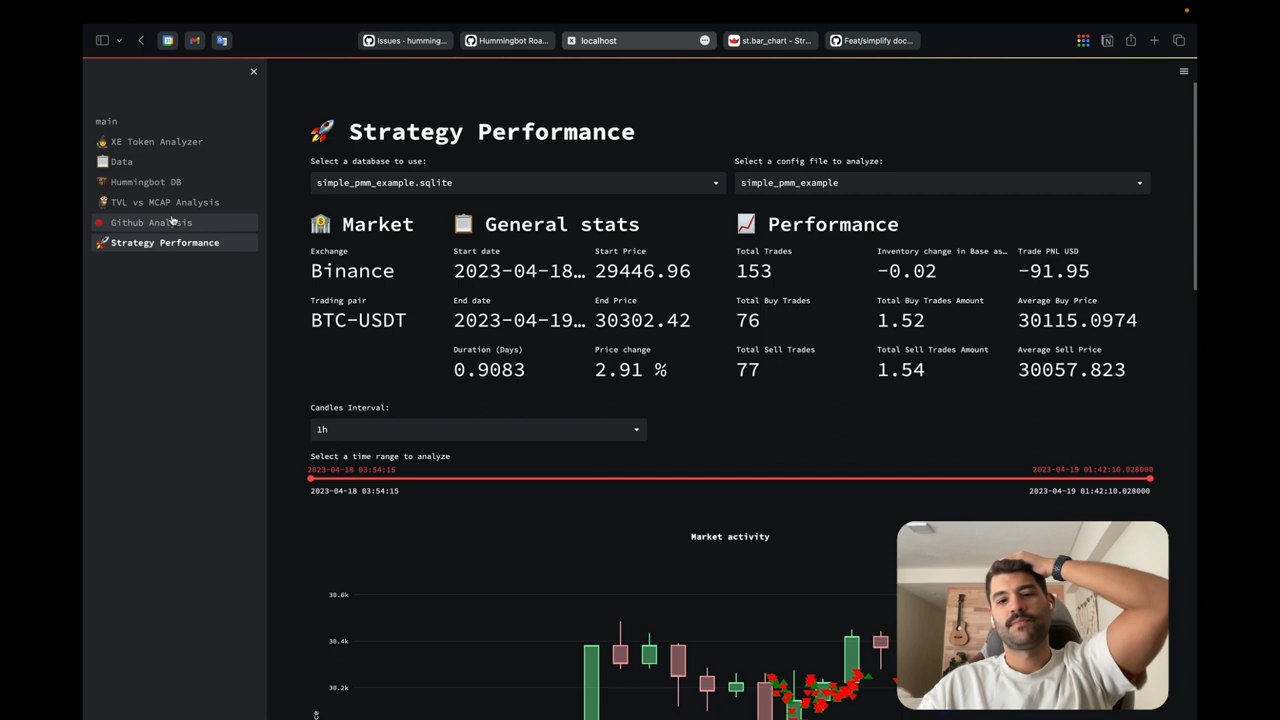 Issues · humming...
Hummingbot Roa...
localhost
st.bar_chart - Str...
Feat/simplify doc...
main
XE Token Analyzer
Data
Hummingbot DB
TVL vs MCAP Analysis
Github Analysis
Strategy Performance
Strategy Performance
Select a database to use:
Select a config file to analyze:
simple_pmm_example.sqlite
simple_pmm_example
Market
General stats
Performance
Exchange
Start date
Start Price
Total Trades
Inventory change in Base as…
Trade PNL USD
Binance
2023-04-18…
29446.96
153
-0.02
-91.95
Trading pair
End date
End Price
Total Buy Trades
Total Buy Trades Amount
Average Buy Price
BTC-USDT
2023-04-19…
30302.42
76
1.52
30115.0974
Duration (Days)
Price change
Total Sell Trades
Total Sell Trades Amount
Average Sell Price
0.9083
2.91 %
77
1.54
30057.823
Candles Interval:
1h
Select a time range to analyze
2023-04-18 03:54:15
2023-04-19 01:42:10.028000
2023-04-18 03:54:15
2023-04-19 01:42:10.028000
Market activity
30.6k
30.4k
30.2k